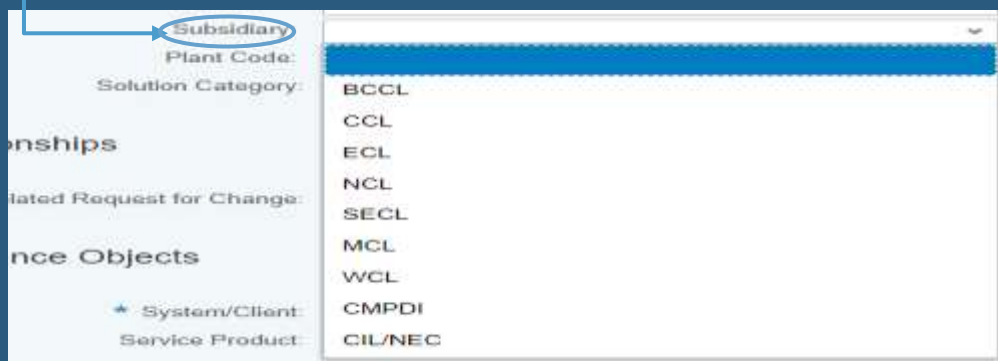 Subsidiary:
Plant Code:
Solution Category:
BCCL
CCL
onships
ECL
NCL
lated Request for Change:
SECL
MCL
nce Objects
WCL
* System/Client:
CMPDI
Service Product:
CIL/NEC